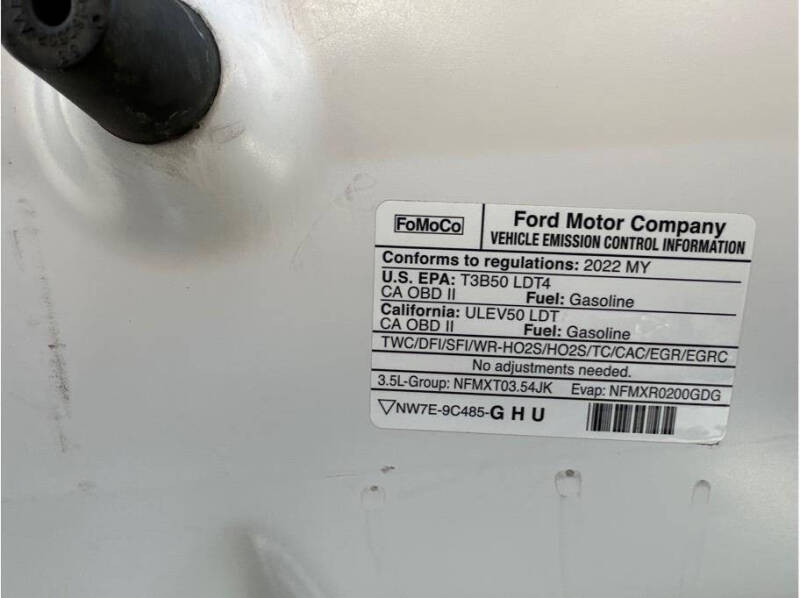 FoMoCo
Ford Motor Company
VEHICLE EMISSION CONTROL INFORMATION
Conforms to regulations: 2022 MY
U.S. EPA: T3B50 LDT4
CA OBD II Fuel: Gasoline
California: ULEV50 LDT
CA OBD II Fuel: Gasoline
TWC/DFI/SFI/WR-HO2S/HO2S/TC/CAC/EGR/EGRC
No adjustments needed.
3.5L-Group: NFMXT03.54JK Evap: NFMXR0200GDG
NW7E-9C485-G H U